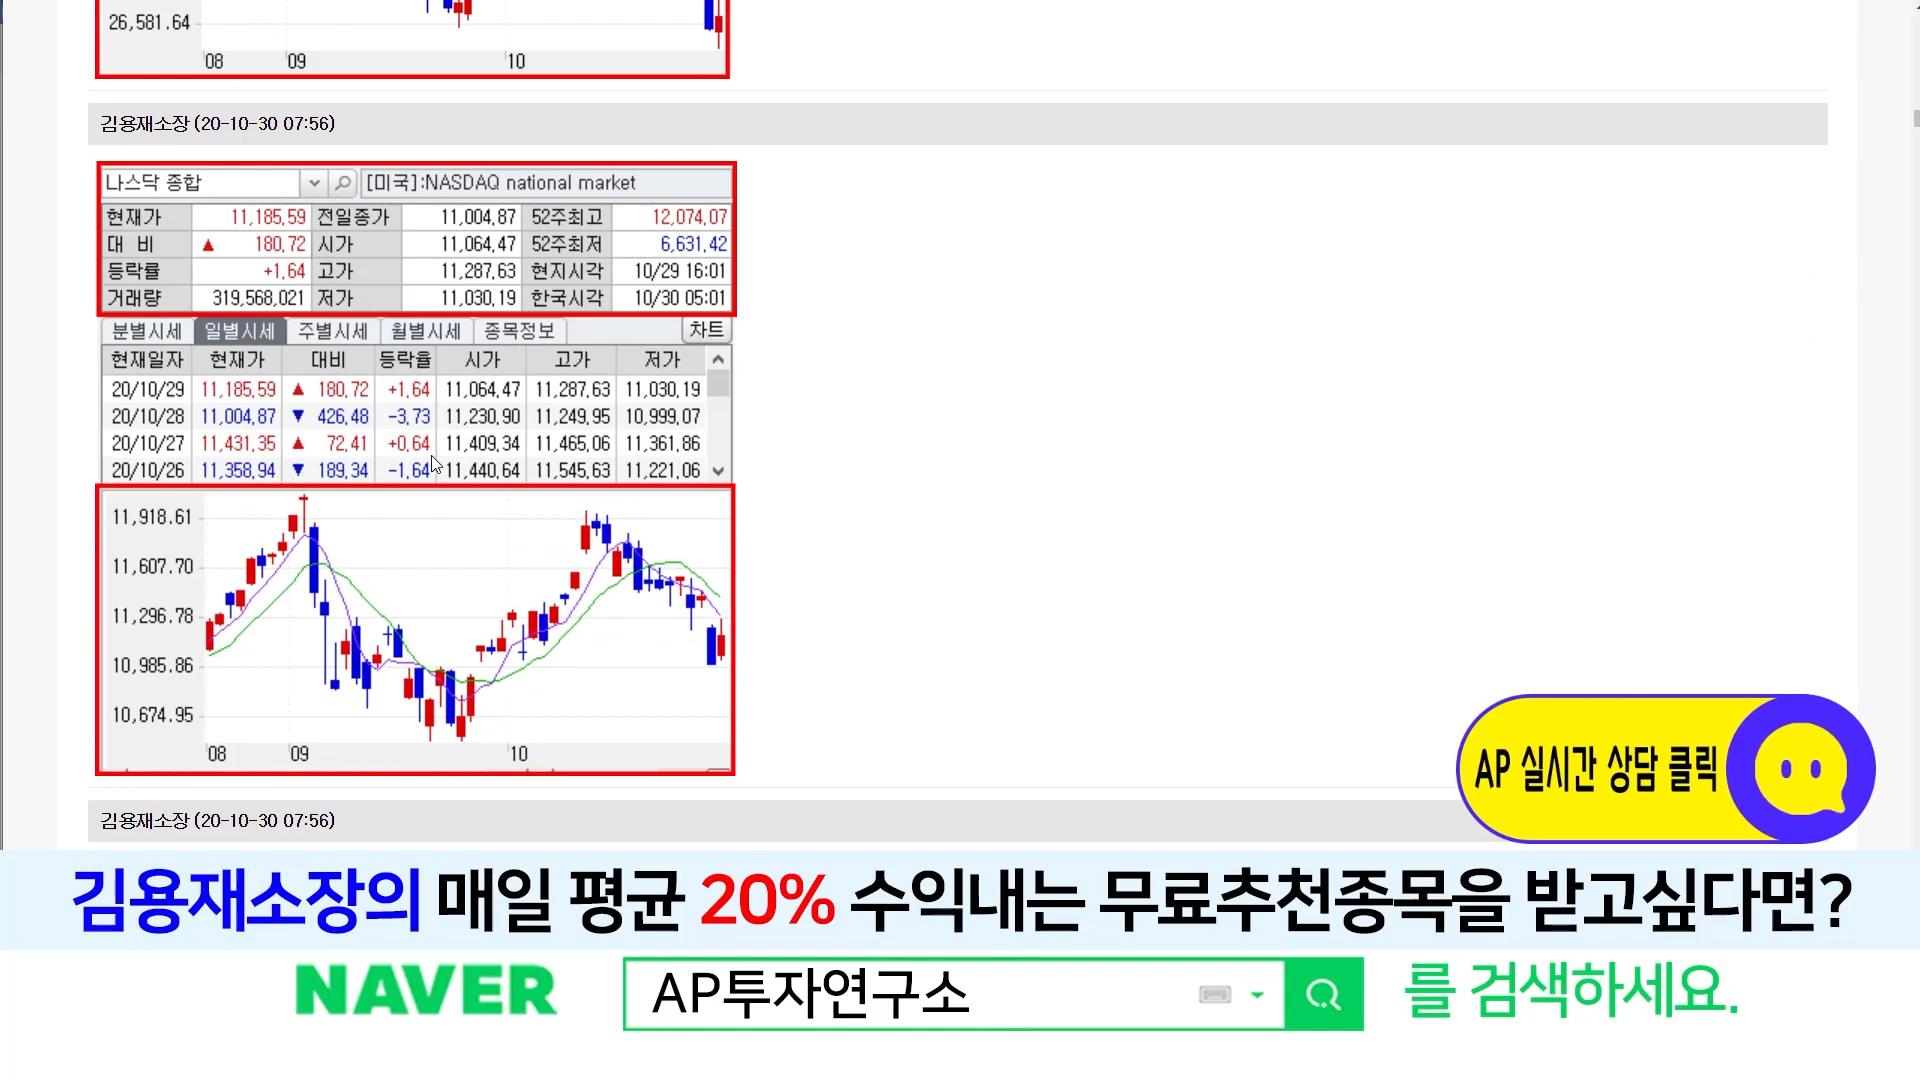 26,581.64
08 09 10
김용재소장 (20-10-30 07:56)
나스닥 종합 [미국]:NASDAQ national market
현재가 11,185.59 전일종가 11,004.87 52주최고 12,074.07
대 비 ▲ 180.72 시가 11,064.47 52주최저 6,631.42
등락률 +1.64 고가 11,287.63 현지시각 10/29 16:01
거래량 319,568,021 저가 11,030.19 한국시각 10/30 05:01
분별시세 일별시세 주별시세 월별시세 종목정보 차트
현재일자 현재가 대비 등락율 시가 고가 저가
20/10/29 11,185.59 ▲ 180.72 +1.64 11,064.47 11,287.63 11,030.19
20/10/28 11,004.87 ▼ 426.48 -3.73 11,230.90 11,249.95 10,999.07
20/10/27 11,431.35 ▲ 72.41 +0.64 11,409.34 11,465.06 11,361.86
20/10/26 11,358.94 ▼ 189.34 -1.64 11,440.64 11,545.63 11,221.06
11,918.61
11,607.70
11,296.78
10,985.86
10,674.95
08 09 10
AP 실시간 상담 클릭
김용재소장 (20-10-30 07:56)
김용재소장의 매일 평균 20% 수익내는 무료추천종목을 받고싶다면?
NAVER AP투자연구소 를 검색하세요.